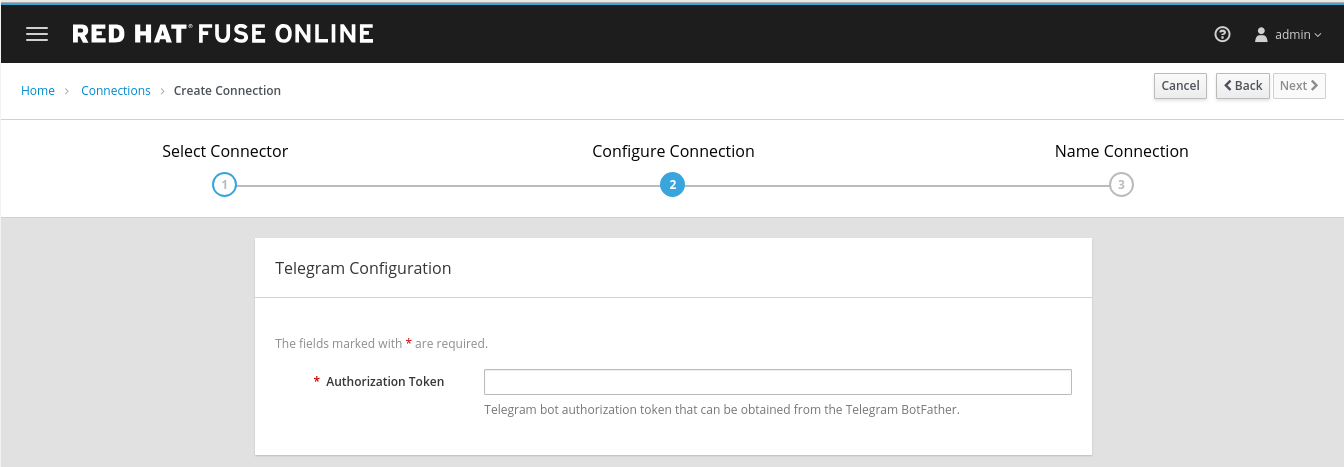 RED HAT® FUSE ONLINE
admin
Home > Connections > Create Connection
Cancel
Back
Next
Select Connector
Configure Connection
Name Connection
1
2
3
Telegram Configuration
The fields marked with * are required.
* Authorization Token
Telegram bot authorization token that can be obtained from the Telegram BotFather.